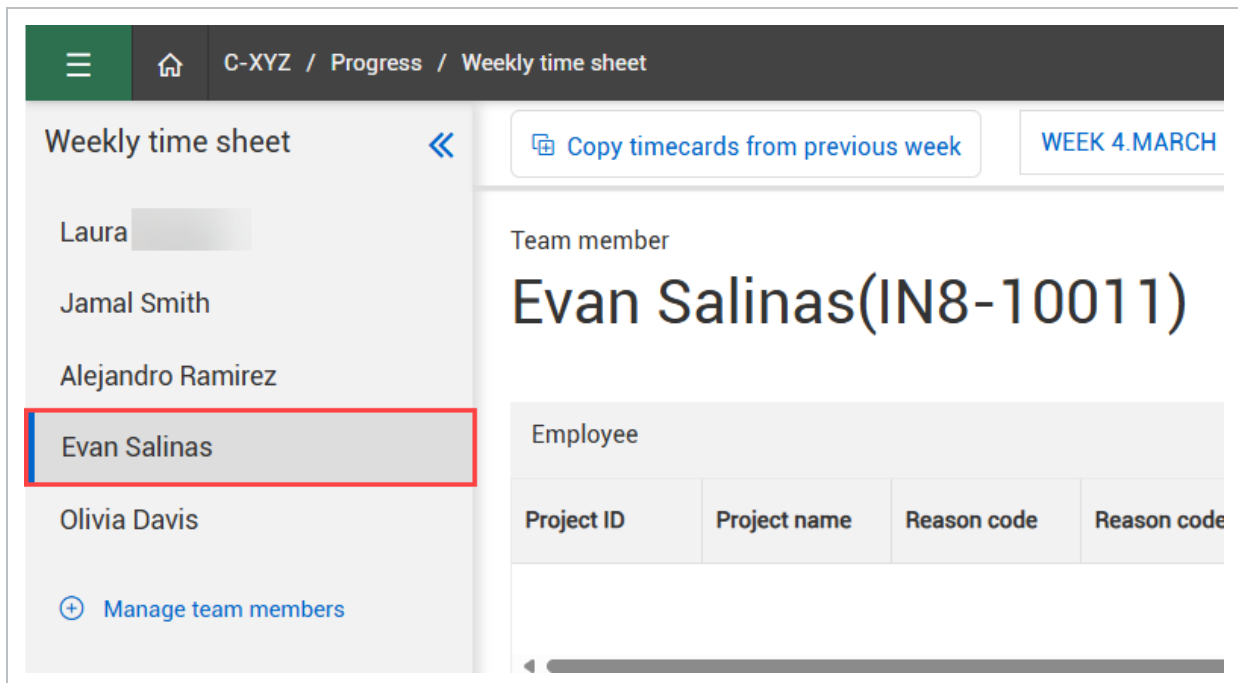 C-XYZ / Progress / Weekly time sheet
Weekly time sheet
Copy timecards from previous week
WEEK 4.MARCH
Laura
Jamal Smith
Alejandro Ramirez
Evan Salinas
Olivia Davis
Manage team members
Team member
Evan Salinas(IN8-10011)
Employee
Project ID Project name Reason code Reason code